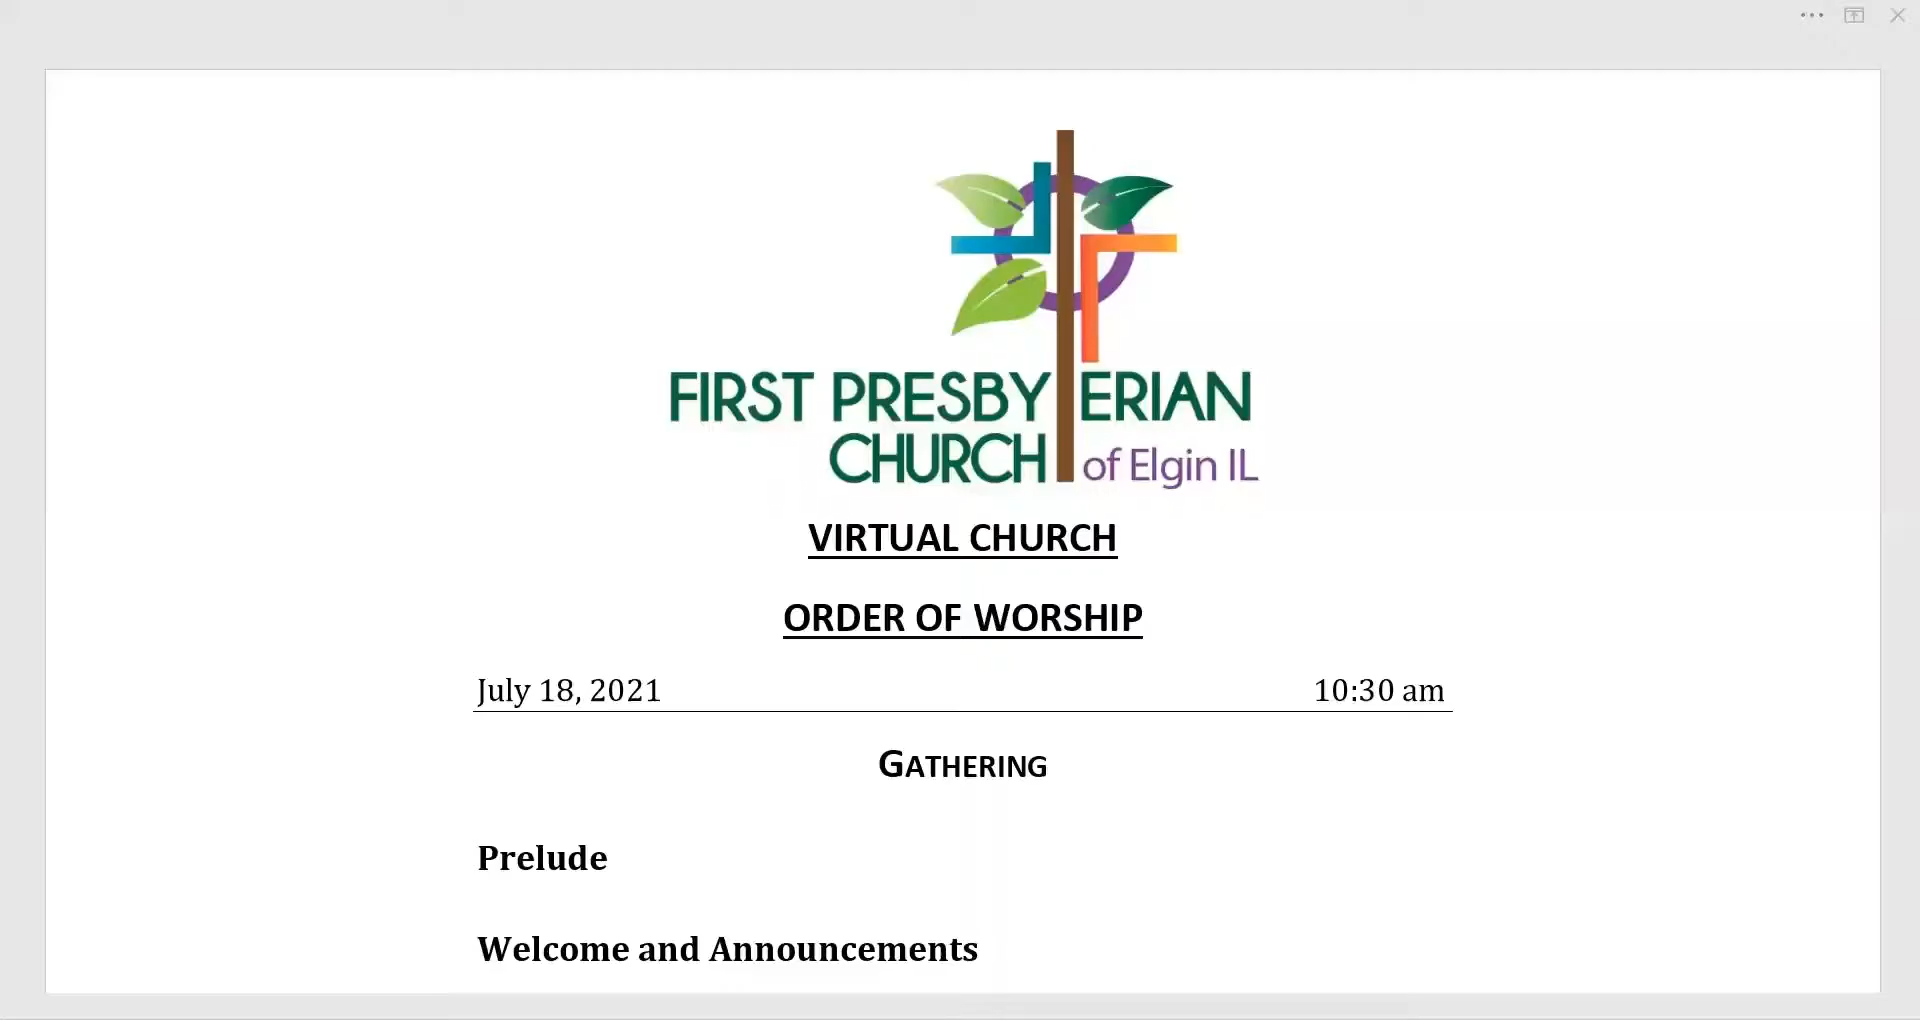 FIRST PRESBYTERIAN
CHURCH of Elgin IL
VIRTUAL CHURCH
ORDER OF WORSHIP
July 18, 2021 10:30 am
GATHERING
Prelude
Welcome and Announcements